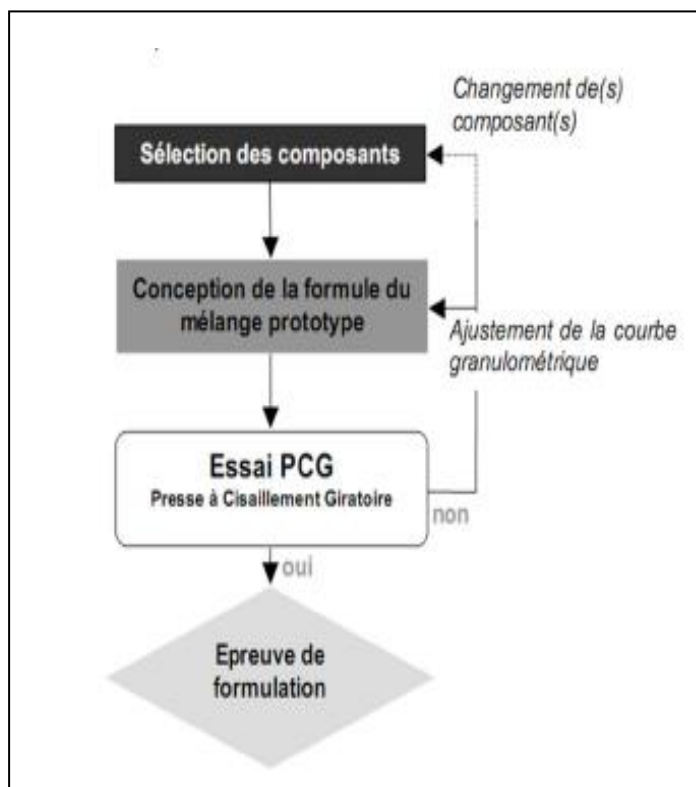 Changement de(s)
composant(s)
Sélection des composants
Conception de la formule du
mélange prototype
Ajustement de la courbe
granulométrique
Essai PCG
Presse à Cisaillement Giratoire
non
oui
Epreuve de
formulation